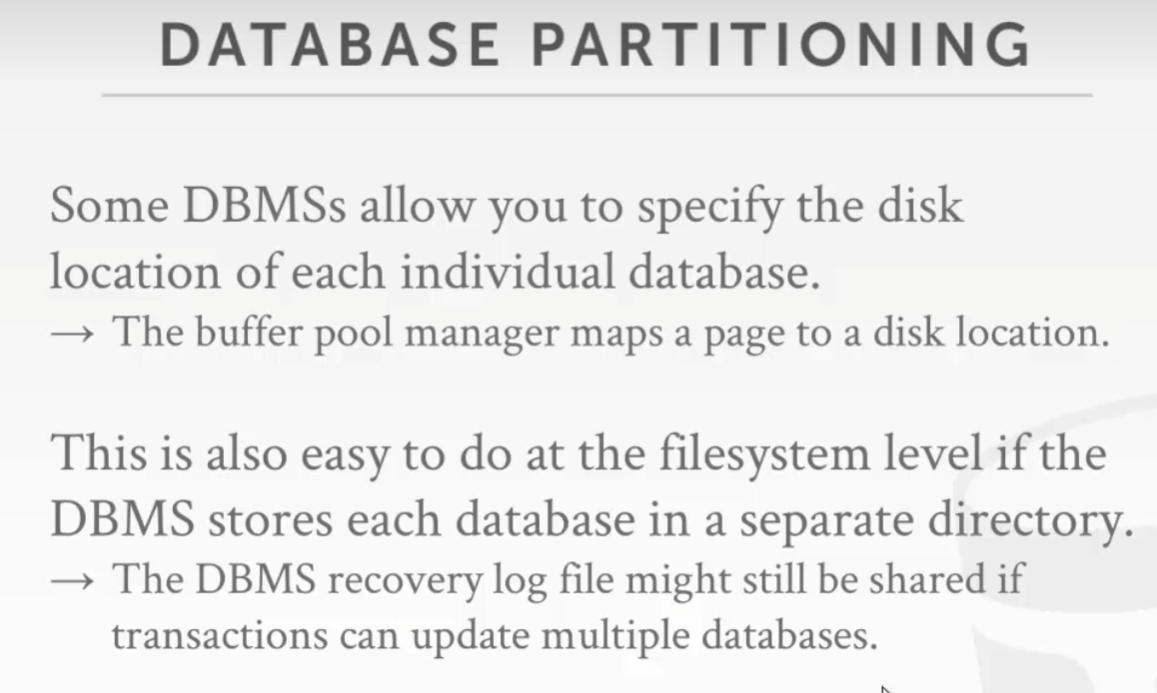 DATABASE PARTITIONING
Some DBMSs allow you to specify the disk
location of each individual database.
→ The buffer pool manager maps a page to a disk location.
This is also easy to do at the filesystem level if the
DBMS stores each database in a separate directory.
→ The DBMS recovery log file might still be shared if
transactions can update multiple databases.